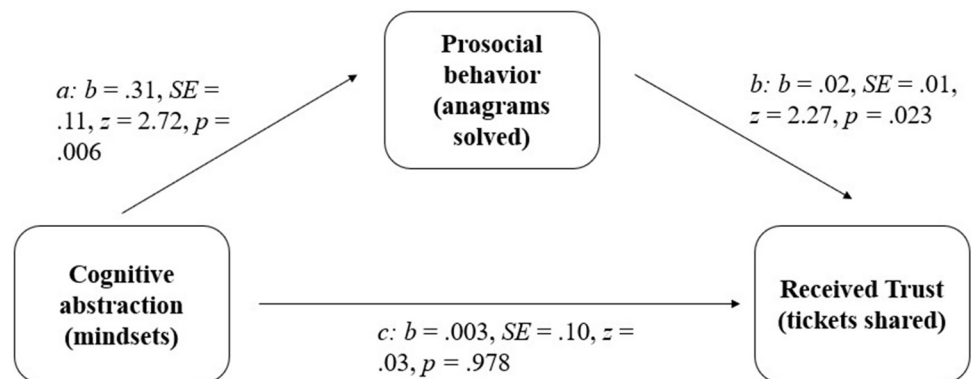 Prosocial
behavior
(anagrams
solved)
a: b = .31, SE =
.11, z = 2.72, p =
.006
b: b = .02, SE = .01,
z = 2.27, p = .023
Cognitive
abstraction
(mindsets)
Received Trust
(tickets shared)
c: b = .003, SE = .10, z =
.03, p = .978